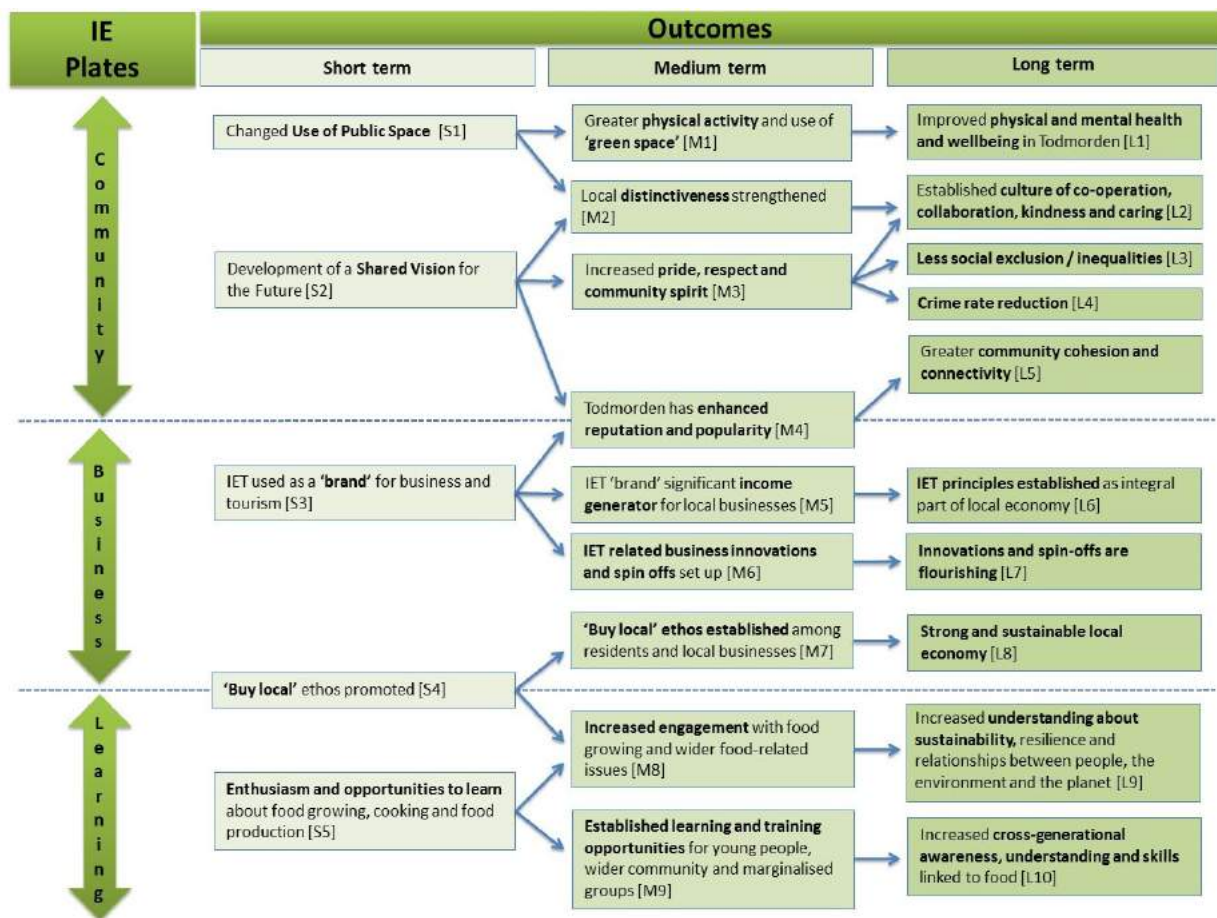 IE
Plates
Outcomes
Short term
Medium term
Long term
Community
Changed Use of Public Space [S1]
Greater physical activity and use of
'green space' [M1]
Improved physical and mental health
and wellbeing in Todmorden [L1]
Local distinctiveness strengthened
[M2]
Established culture of co-operation,
collaboration, kindness and caring [L2]
Development of a Shared Vision for
the Future [S2]
Increased pride, respect and
community spirit [M3]
Less social exclusion / inequalities [L3]
Crime rate reduction [L4]
Greater community cohesion and
connectivity [L5]
Todmorden has enhanced
reputation and popularity [M4]
Business
IET used as a 'brand' for business and
tourism [S3]
IET 'brand' significant income
generator for local businesses [M5]
IET principles established as integral
part of local economy [L6]
IET related business innovations
and spin offs set up [M6]
Innovations and spin-offs are
flourishing [L7]
'Buy local' ethos established among
residents and local businesses [M7]
Strong and sustainable local
economy [L8]
'Buy local' ethos promoted [S4]
Learning
Increased engagement with food
growing and wider food-related
issues [M8]
Increased understanding about
sustainability, resilience and
relationships between people, the
environment and the planet [L9]
Enthusiasm and opportunities to learn
about food growing, cooking and food
production [S5]
Established learning and training
opportunities for young people,
wider community and marginalised
groups [M9]
Increased cross-generational
awareness, understanding and skills
linked to food [L10]